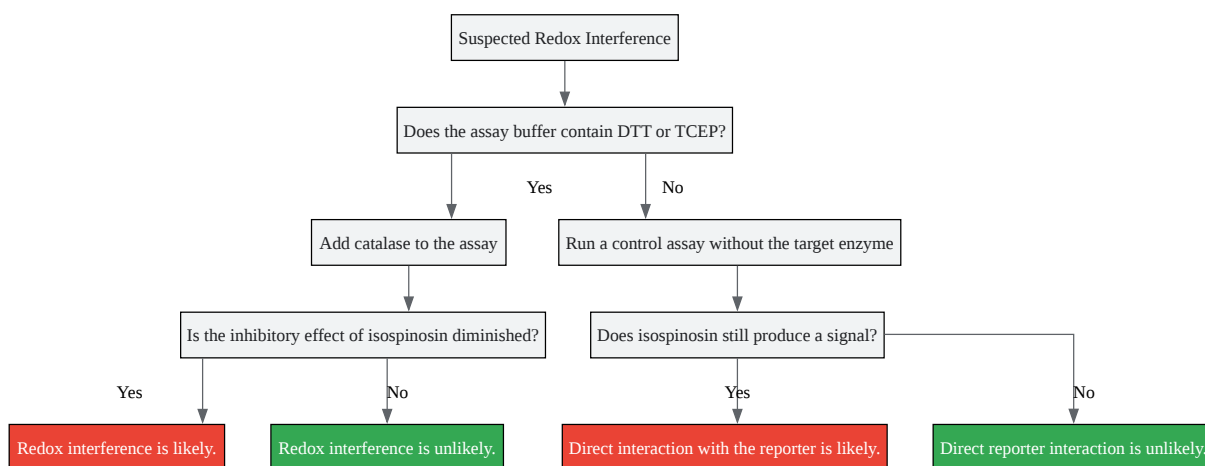 Suspected Redox Interference
Does the assay buffer contain DTT or TCEP?
Yes
No
Add catalase to the assay
Run a control assay without the target enzyme
Is the inhibitory effect of isospinosin diminished?
Does isospinosin still produce a signal?
Yes
No
Yes
No
Redox interference is likely.
Redox interference is unlikely.
Direct interaction with the reporter is likely.
Direct reporter interaction is unlikely.